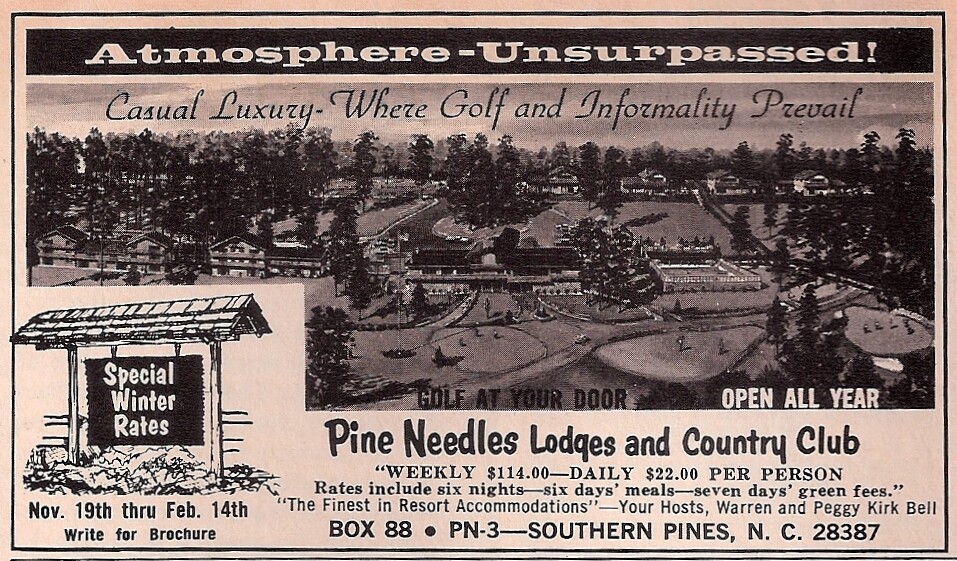 Atmosphere-Unsurpassed!
Casual Luxury-Where Golf and Informality Prevail
GOLF AT YOUR DOOR
OPEN ALL YEAR
Special
Winter
Rates
Nov. 19th thru Feb. 14th
Write for Brochure
Pine Needles Lodges and Country Club
"WEEKLY $114.00—DAILY $22.00 PER PERSON
Rates include six nights—six days' meals—seven days' green fees."
"The Finest in Resort Accommodations"—Your Hosts, Warren and Peggy Kirk Bell
BOX 88 • PN-3—SOUTHERN PINES, N. C. 28387